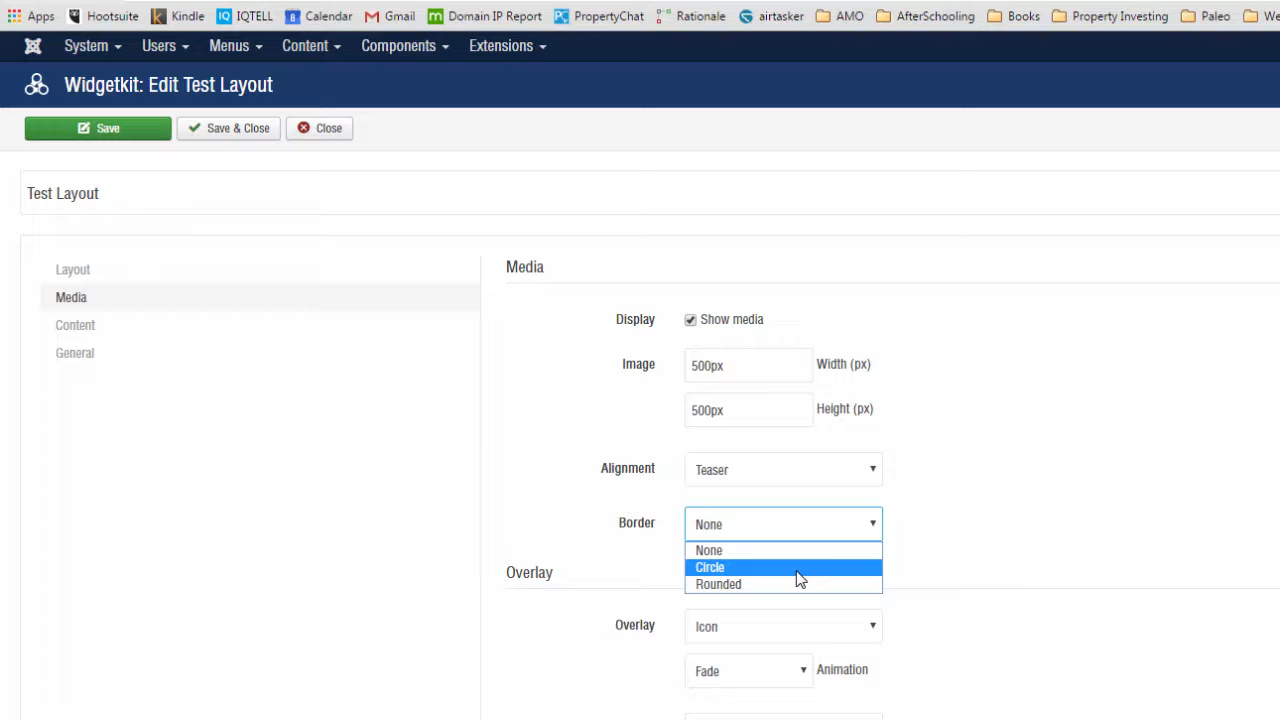 Apps Hootsuite Kindle IQTELL Calendar Gmail Domain IP Report PropertyChat Rationale airtasker AMO AfterSchooling Books Property Investing Paleo We
System Users Menus Content Components Extensions
Widgetkit: Edit Test Layout
Save Save & Close Close
Test Layout
Layout
Media
Content
General
Media
Display Show media
Image 500px Width (px)
500px Height (px)
Alignment Teaser
Border None
None
Circle
Rounded
Overlay
Overlay Icon
Fade Animation